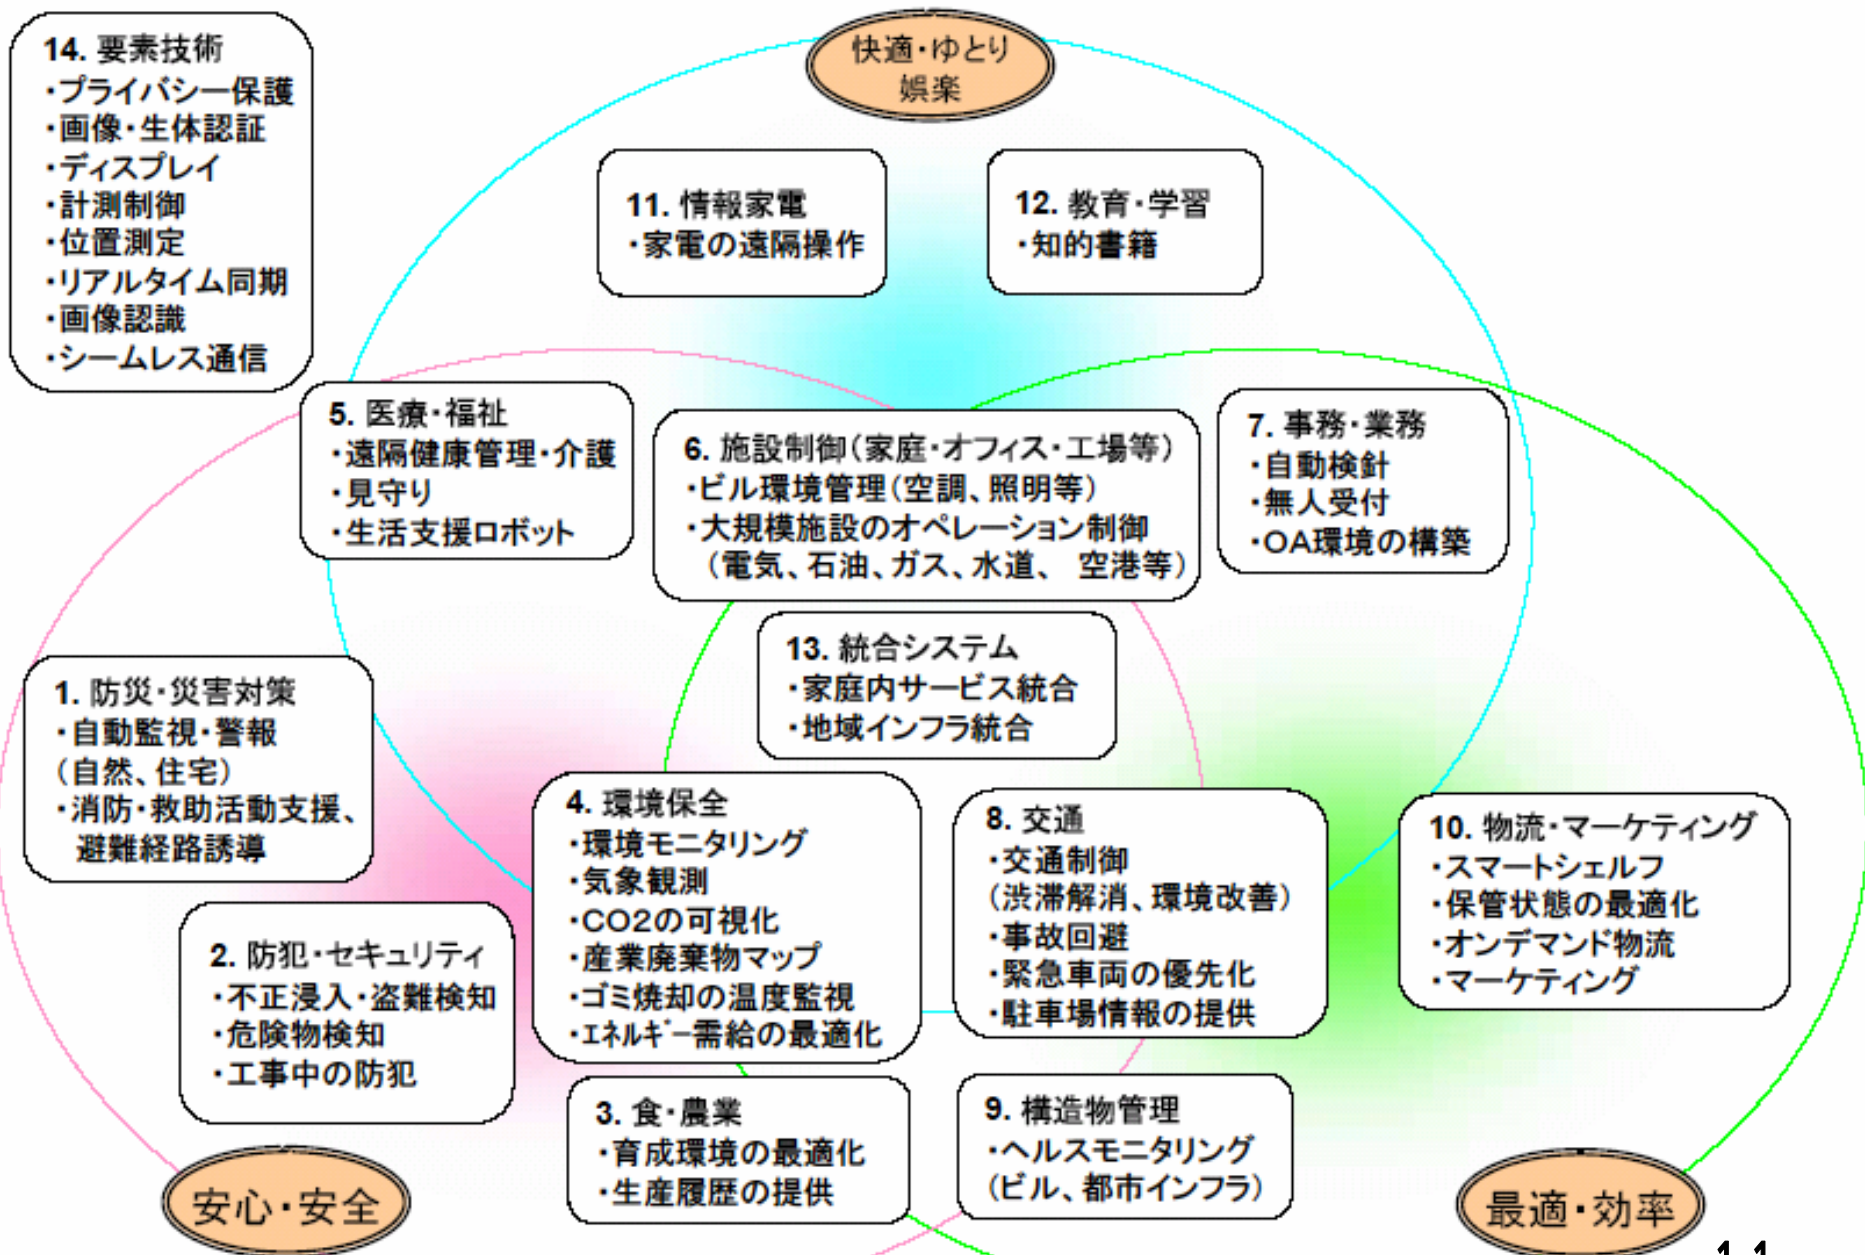 14. 要素技術
・プライバシー保護
・画像・生体認証
・ディスプレイ
・計測制御
・位置測定
・リアルタイム同期
・画像認識
・シームレス通信
快適・ゆとり
娯楽
11. 情報家電
・家電の遠隔操作
12. 教育・学習
・知的書籍
5. 医療・福祉
・遠隔健康管理・介護
・見守り
・生活支援ロボット
6. 施設制御(家庭・オフィス・工場等)
・ビル環境管理(空調、照明等)
・大規模施設のオペレーション制御
(電気、石油、ガス、水道、 空港等)
7. 事務・業務
・自動検針
・無人受付
・OA環境の構築
13. 統合システム
・家庭内サービス統合
・地域インフラ統合
1. 防災・災害対策
・自動監視・警報
(自然、住宅)
・消防・救助活動支援、
避難経路誘導
4. 環境保全
・環境モニタリング
・気象観測
・CO2の可視化
・産業廃棄物マップ
・ゴミ焼却の温度監視
・エネルギー需給の最適化
8. 交通
・交通制御
(渋滞解消、環境改善)
・事故回避
・緊急車両の優先化
・駐車場情報の提供
10. 物流・マーケティング
・スマートシェルフ
・保管状態の最適化
・オンデマンド物流
・マーケティング
2. 防犯・セキュリティ
・不正浸入・盗難検知
・危険物検知
・工事中の防犯
3. 食・農業
・育成環境の最適化
・生産履歴の提供
9. 構造物管理
・ヘルスモニタリング
(ビル、都市インフラ)
安心・安全
最適・効率